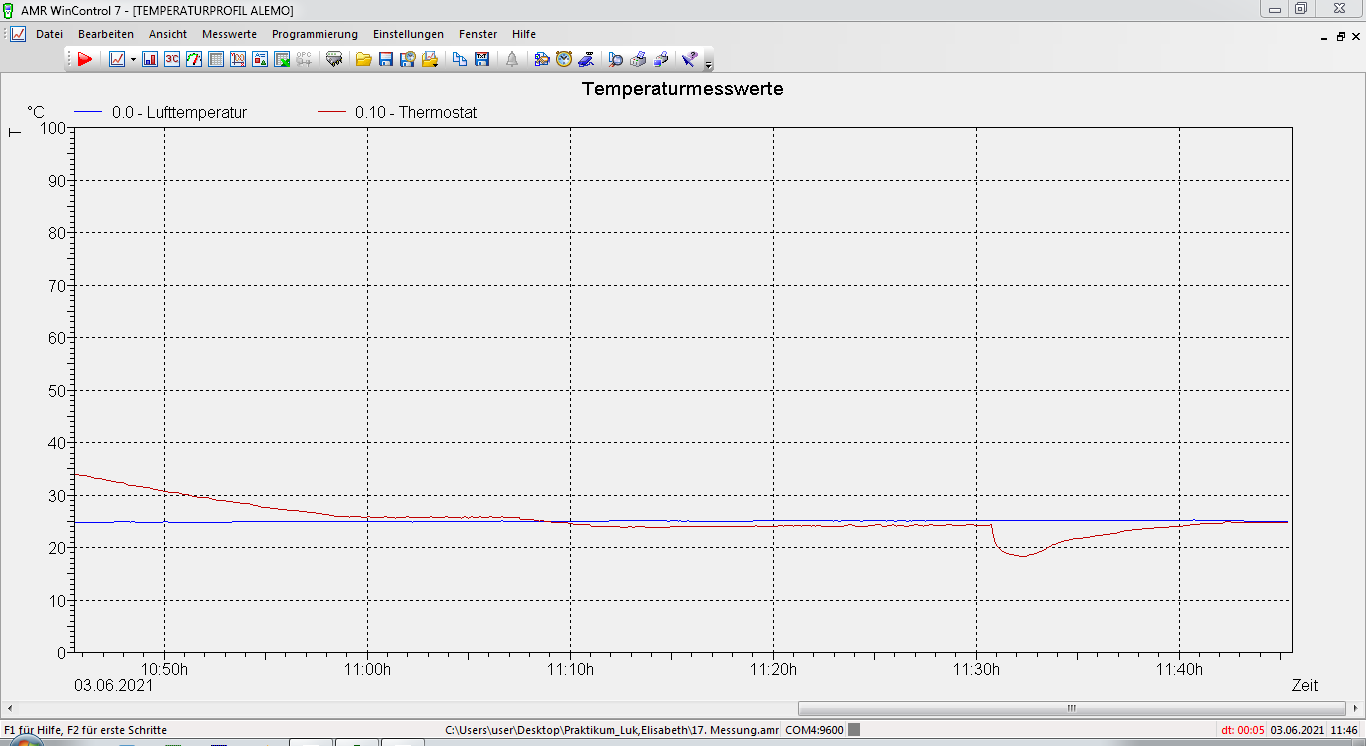 AMR WinControl 7 - [TEMPERATURPROFIL ALEMO]
Datei Bearbeiten Ansicht Messwerte Programmierung Einstellungen Fenster Hilfe
Temperaturmesswerte
°C 0.0 - Lufttemperatur 0.10 - Thermostat
T
100
90
80
70
60
50
40
30
20
10
0
10:50h 11:00h 11:10h 11:20h 11:30h 11:40h
03.06.2021 Zeit
F1 für Hilfe, F2 für erste Schritte C:\Users\user\Desktop\Praktikum_Luk,Elisabeth\17. Messung.amr COM4:9600 dt: 00:05 03.06.2021 11:46